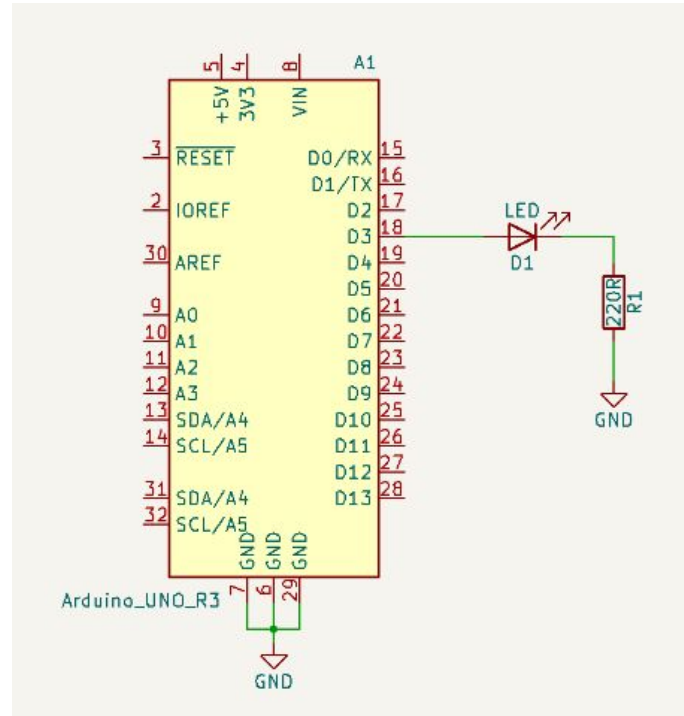 A1
5
4
8
+5V
3V3
VIN
3
RESET
D0/RX
15
D1/TX
16
2
IOREF
D2
17
D3
18
LED
D1
30
AREF
D4
19
D5
20
220R
R1
9
A0
D6
21
10
A1
D7
22
11
A2
D8
23
12
A3
D9
24
GND
13
SDA/A4
D10
25
14
SCL/A5
D11
26
D12
27
31
SDA/A4
D13
28
32
SCL/A5
GND
GND
GND
7
6
29
Arduino_UNO_R3
GND